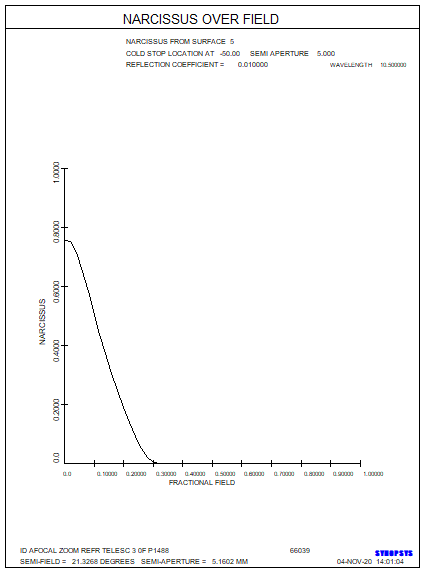 NARCISSUS OVER FIELD
NARCISSUS FROM SURFACE 5
COLD STOP LOCATION AT -50.00 SEMI APERTURE 5.000
REFLECTION COEFFICIENT = 0.010000 WAVELENGTH 10.500000
1.0000
0.8000
0.6000
NARCISSUS
0.4000
0.2000
0.0
0.0 0.10000 0.20000 0.30000 0.40000 0.50000 0.60000 0.70000 0.80000 0.90000 1.00000
FRACTIONAL FIELD
ID AFOCAL ZOOM REFR TELESC 3 0F P1488 66039 SYNOPSYS
SEMI-FIELD = 21.3268 DEGREES SEMI-APERTURE = 5.1602 MM 04-NOV-20 14:01:04